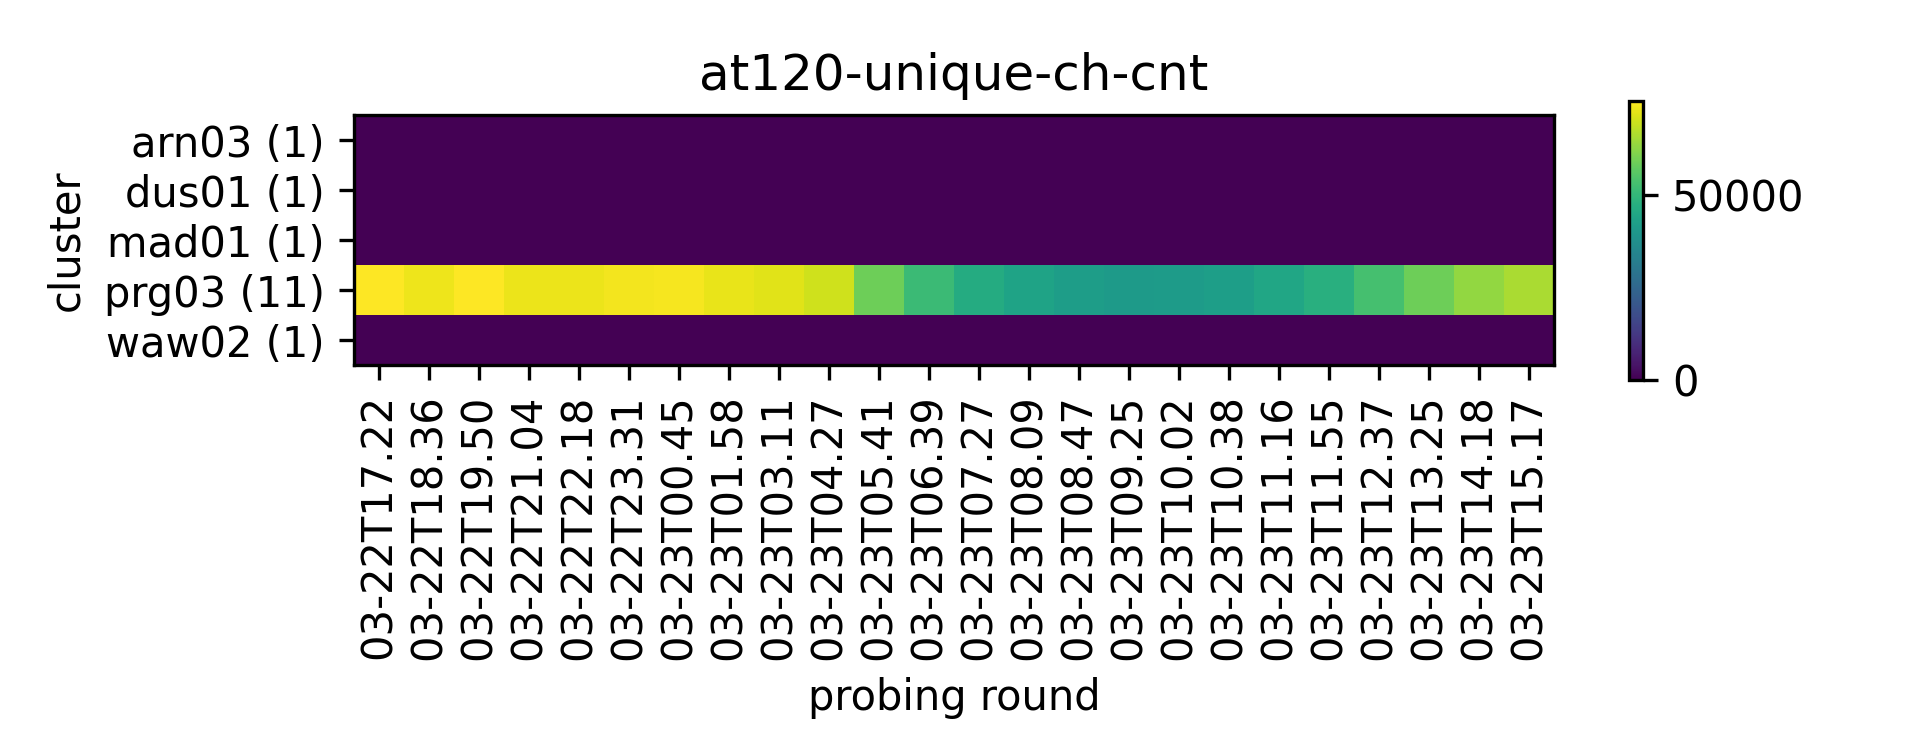 at120-unique-ch-cnt
cluster
arn03 (1)
dus01 (1)
mad01 (1)
prg03 (11)
waw02 (1)
50000
0
03-22T17.22
03-22T18.36
03-22T19.50
03-22T21.04
03-22T22.18
03-22T23.31
03-23T00.45
03-23T01.58
03-23T03.11
03-23T04.27
03-23T05.41
03-23T06.39
03-23T07.27
03-23T08.09
03-23T08.47
03-23T09.25
03-23T10.02
03-23T10.38
03-23T11.16
03-23T11.55
03-23T12.37
03-23T13.25
03-23T14.18
03-23T15.17
probing round